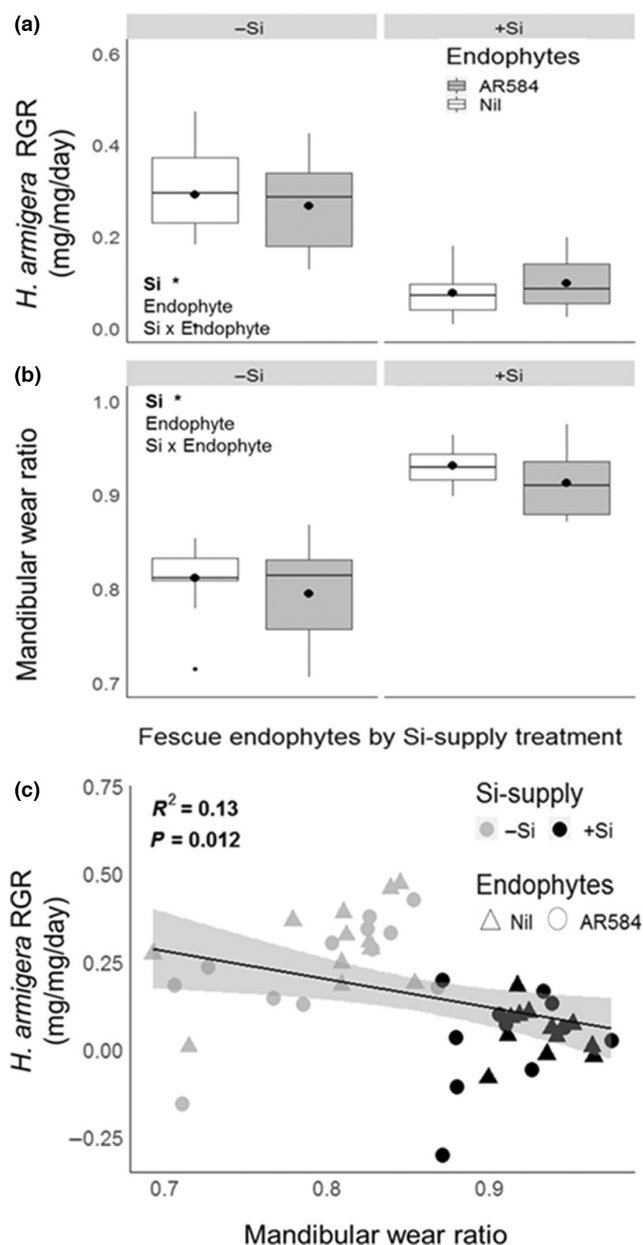 (a)
–Si
+Si
Endophytes
AR584
Nil
H. armigera RGR
(mg/mg/day)
0.6
0.4
0.2
0.0
Si *
Endophyte
Si x Endophyte
(b)
–Si
+Si
Si *
Endophyte
Si x Endophyte
Mandibular wear ratio
1.0
0.9
0.8
0.7
Fescue endophytes by Si-supply treatment
(c)
R² = 0.13
P = 0.012
Si-supply
–Si +Si
Endophytes
Nil AR584
H. armigera RGR
(mg/mg/day)
0.75
0.50
0.25
0.00
–0.25
0.7 0.8 0.9
Mandibular wear ratio